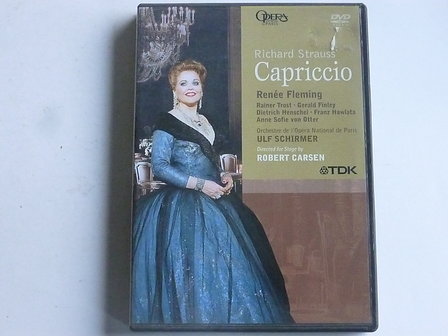 OPERA
DVD
Richard Strauss
Capriccio
Renée Fleming
Rainer Trost · Gerald Finley
Dietrich Henschel · Franz Hawlata
Anne Sofie von Otter
Orchestre de l'Opéra National de Paris
ULF SCHIRMER
Directed for Stage by
ROBERT CARSEN
TDK